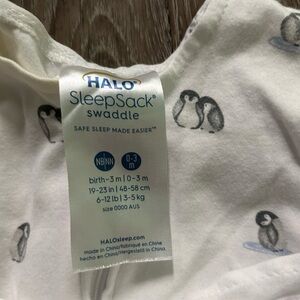 HALO®
SleepSack®
swaddle
SAFE SLEEP MADE EASIER™
NB|NN 0-3 m
birth–3 m | 0–3 m
19-23 in | 48-58 cm
6-12 lb | 3-5 kg
size 0000 AUS
HALOsleep.com
made in China/Fabriqué en Chine
hecho en China/Hergestellt in China